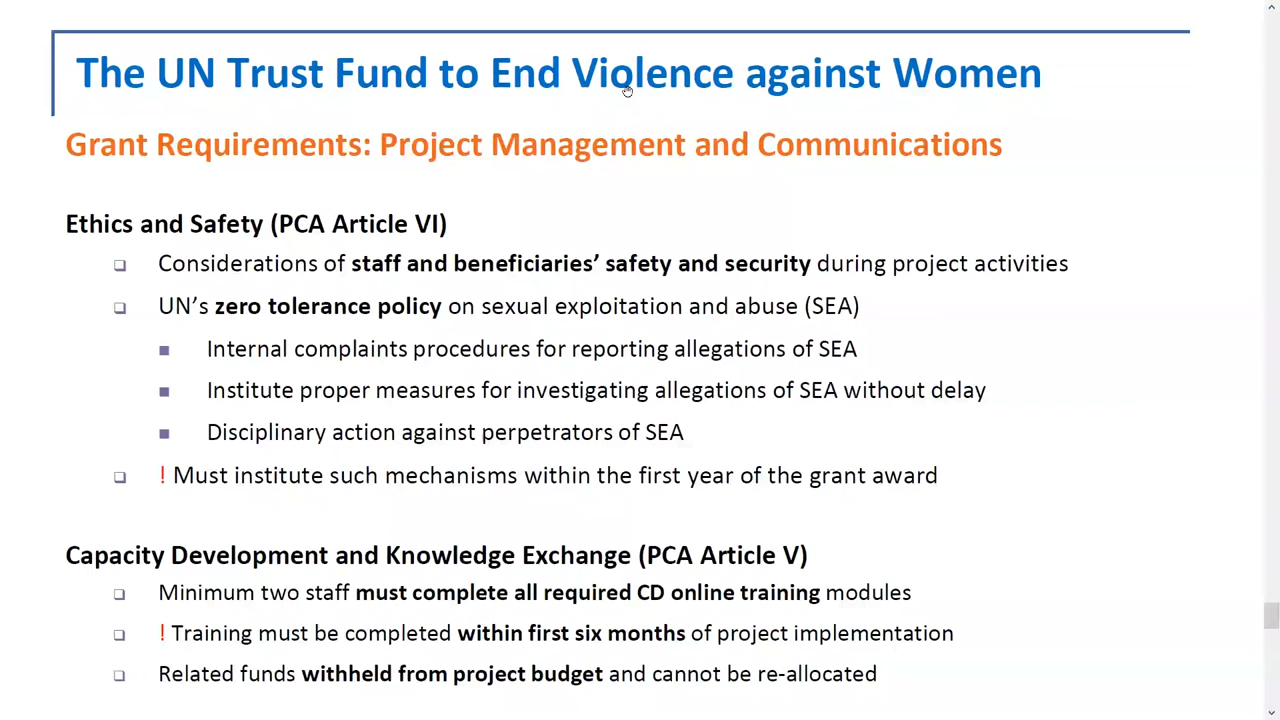 The UN Trust Fund to End Violence against Women
Grant Requirements: Project Management and Communications
Ethics and Safety (PCA Article VI)
❑ Considerations of staff and beneficiaries’ safety and security during project activities
❑ UN’s zero tolerance policy on sexual exploitation and abuse (SEA)
■ Internal complaints procedures for reporting allegations of SEA
■ Institute proper measures for investigating allegations of SEA without delay
■ Disciplinary action against perpetrators of SEA
❑ ! Must institute such mechanisms within the first year of the grant award
Capacity Development and Knowledge Exchange (PCA Article V)
❑ Minimum two staff must complete all required CD online training modules
❑ ! Training must be completed within first six months of project implementation
❑ Related funds withheld from project budget and cannot be re-allocated